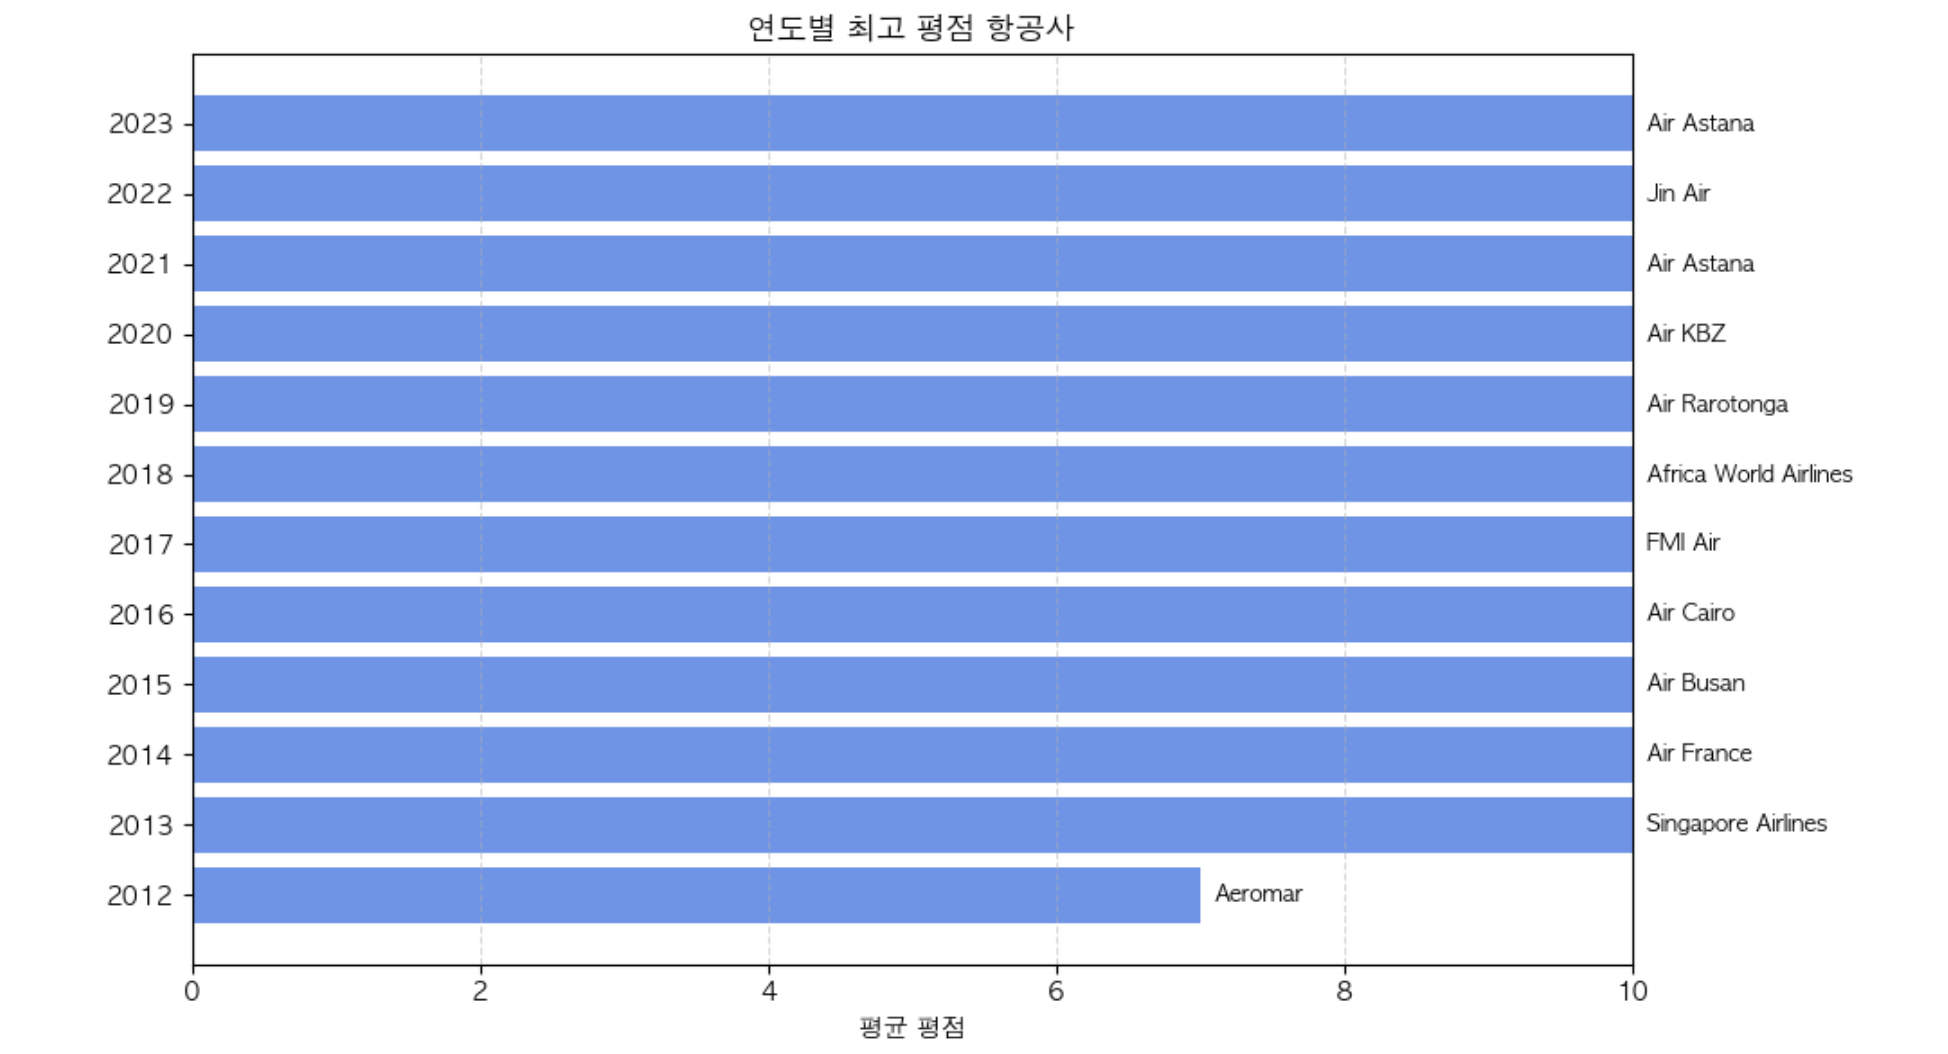 연도별 최고 평점 항공사
2023 Air Astana
2022 Jin Air
2021 Air Astana
2020 Air KBZ
2019 Air Rarotonga
2018 Africa World Airlines
2017 FMI Air
2016 Air Cairo
2015 Air Busan
2014 Air France
2013 Singapore Airlines
2012 Aeromar
0 2 4 6 8 10
평균 평점